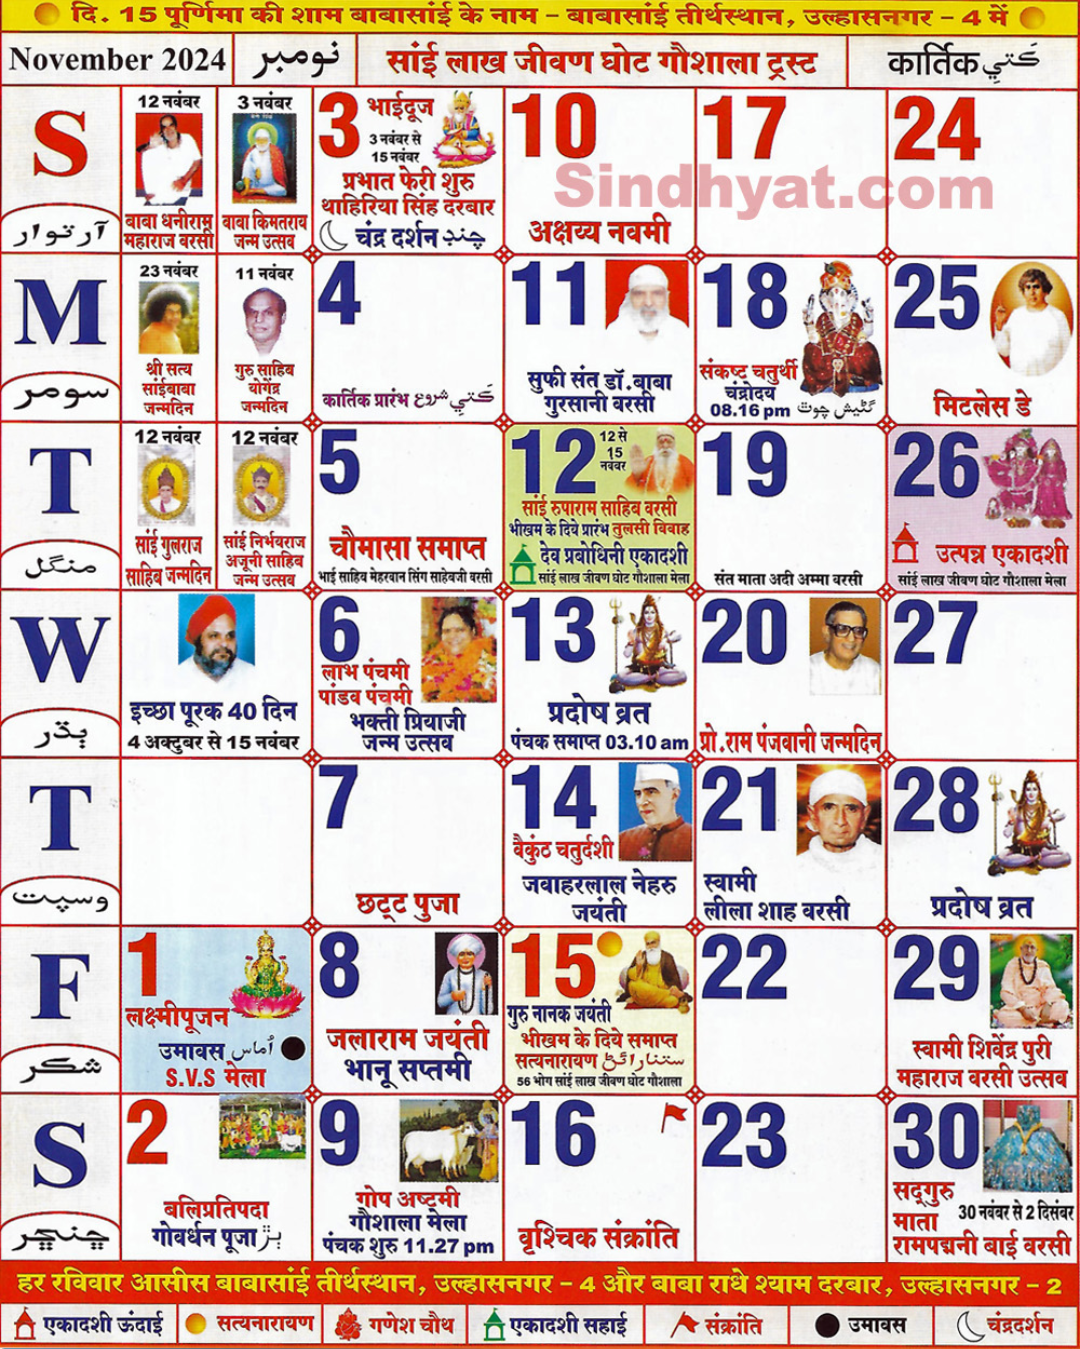 दि. 15 पूर्णिमा की शाम बाबासांई के नाम – बाबासांई तीर्थस्थान, उल्हासनगर – 4 में
November 2024
نومبر
सांई लाख जीवण घोट गौशाला ट्रस्ट
कार्तिक ڪَتي
S
آرتوار
12 नवंबर
बाबा धनीराम
महाराज बरसी
3 नवंबर
बाबा किमतराय
जन्म उत्सव
3 भाईदूज
3 नवंबर से
15 नवंबर
प्रभात फेरी शुरु
थाहिरिया सिंह दरबार
चंद्र दर्शन چنڊ
10
अक्षय्य नवमी
17
24
Sindhyat.com
M
سومر
23 नवंबर
श्री सत्य
सांईबाबा
जन्मदिन
11 नवंबर
गुरु साहिब
योगेंद्र
जन्मदिन
4
कार्तिक प्रारंभ ڪَتي شروع
11
सुफी संत डॉ.बाबा
गुरसानी वरसी
18
संकष्ट चतुर्थी
चंद्रोदय
08.16 pm گڻيش چوٿ
25
मिटलेस डे
T
منگل
12 नवंबर
सांई गुलराज
साहिब जन्मदिन
12 नवंबर
सांई निर्भयराज
अजूनी साहिब
जन्म उत्सव
5
चौमासा समाप्त
भाई साहिब मेहरबान सिंग साहेबजी वरसी
12
12 से
15
नवंबर
सांई रुपाराम साहिब वरसी
भीखम के दिये प्रारंभ तुलसी विवाह
देव प्रबोधिनी एकादशी
सांई लाख जीवण घोट गौशाला मेला
19
संत माता अदी अम्मा वरसी
26
उत्पन्न एकादशी
सांई लाख जीवण घोट गौशाला मेला
W
ٻڌر
इच्छा पूरक 40 दिन
4 अक्टुबर से 15 नवंबर
6
लाभ पंचमी
पांडव पंचमी
भक्ती प्रियाजी
जन्म उत्सव
13
प्रदोष व्रत
पंचक समाप्त 03.10 am
20
प्रो.राम पंजवानी जन्मदिन
27
T
وسپت
7
छट्ट पुजा
14
वैकुंठ चतुर्दशी
जवाहरलाल नेहरु
जयंती
21
स्वामी
लीला शाह वरसी
28
प्रदोष व्रत
F
شڪر
1
लक्ष्मीपूजन
उमावस اُماس
S.V.S मेला
8
जलाराम जयंती
भानू सप्तमी
15
गुरु नानक जयंती
भीखम के दिये समाप्त
सत्यनारायण ستنارائڻ
56 भोग सांई लाख जीवण घोट गौशाला
22
29
स्वामी शिवेंद्र पुरी
महाराज वरसी उत्सव
S
ڇنڇر
2
बलिप्रतिपदा
गोवर्धन पूजा ٻڙ
9
गोप अष्टमी
गौशाला मेला
पंचक शुरु 11.27 pm
16
वृश्चिक संक्रांति
23
30
सद्‌गुरु
माता 30 नवंबर से 2 दिसंबर
रामपद्मनी बाई वरसी
हर रविवार आसीस बाबासांई तीर्थस्थान, उल्हासनगर – 4 और बाबा राधे श्याम दरबार, उल्हासनगर – 2
एकादशी ऊंदाई
सत्यनारायण
गणेश चौथ
एकादशी सहाई
संक्रांति
उमावस
चंद्रदर्शन